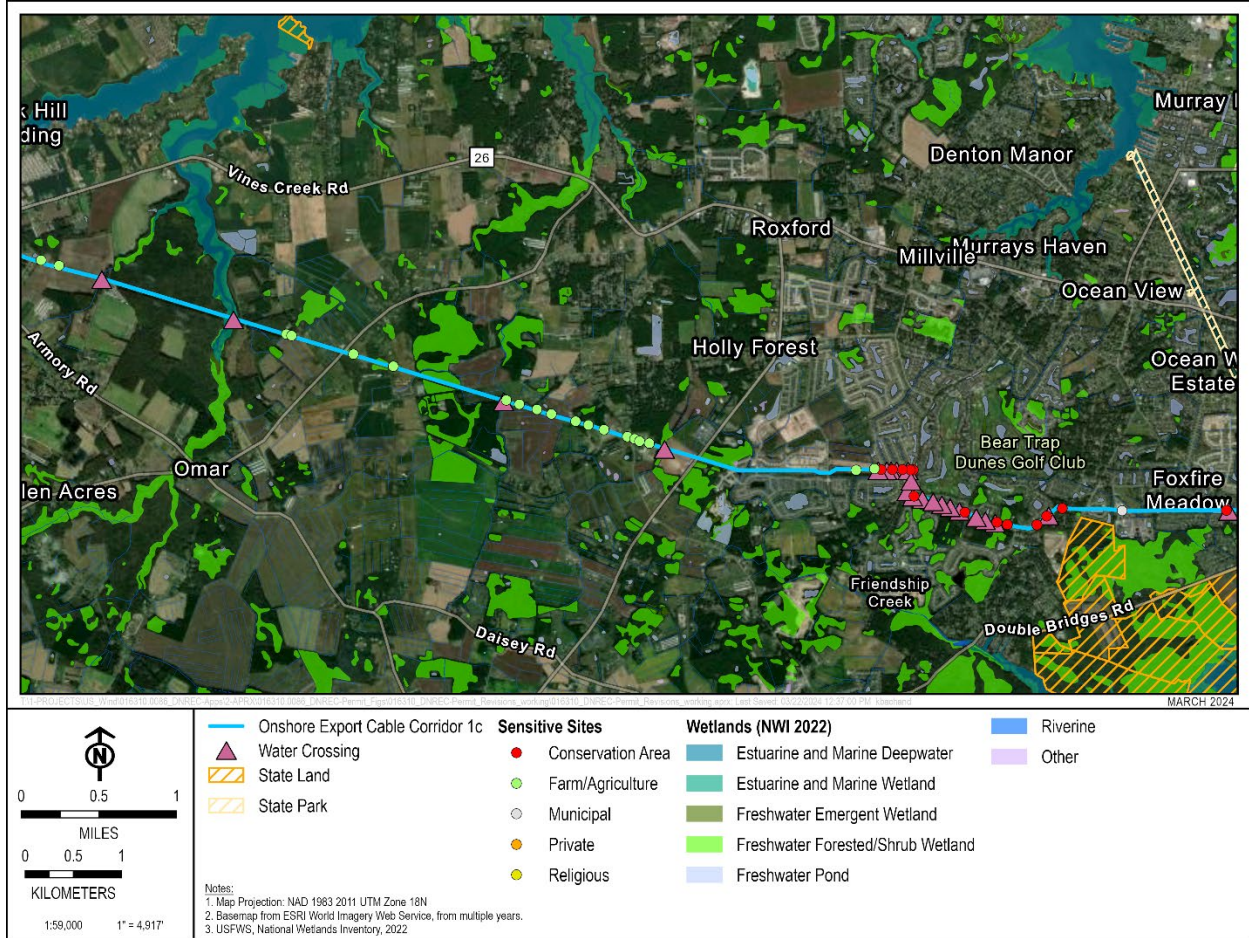 Murray
k Hill
ding
Denton Manor
26
Vines Creek Rd
Roxford
Murrays Haven
Millville
Ocean View
Armory Rd
Holly Forest
Ocean W
Estate
Bear Trap
Dunes Golf Club
Omar
len Acres
Foxfire
Meadow
Friendship
Creek
Double Bridges Rd
Daisey Rd
MARCH 2024
N
0 0.5 1
MILES
0 0.5 1
KILOMETERS
1:59,000 1" = 4,917'
Onshore Export Cable Corridor 1c
Water Crossing
State Land
State Park
Sensitive Sites
Conservation Area
Farm/Agriculture
Municipal
Private
Religious
Wetlands (NWI 2022)
Estuarine and Marine Deepwater
Estuarine and Marine Wetland
Freshwater Emergent Wetland
Freshwater Forested/Shrub Wetland
Freshwater Pond
Riverine
Other
Notes:
1. Map Projection: NAD 1983 2011 UTM Zone 18N
2. Basemap from ESRI World Imagery Web Service, from multiple years.
3. USFWS, National Wetlands Inventory, 2022